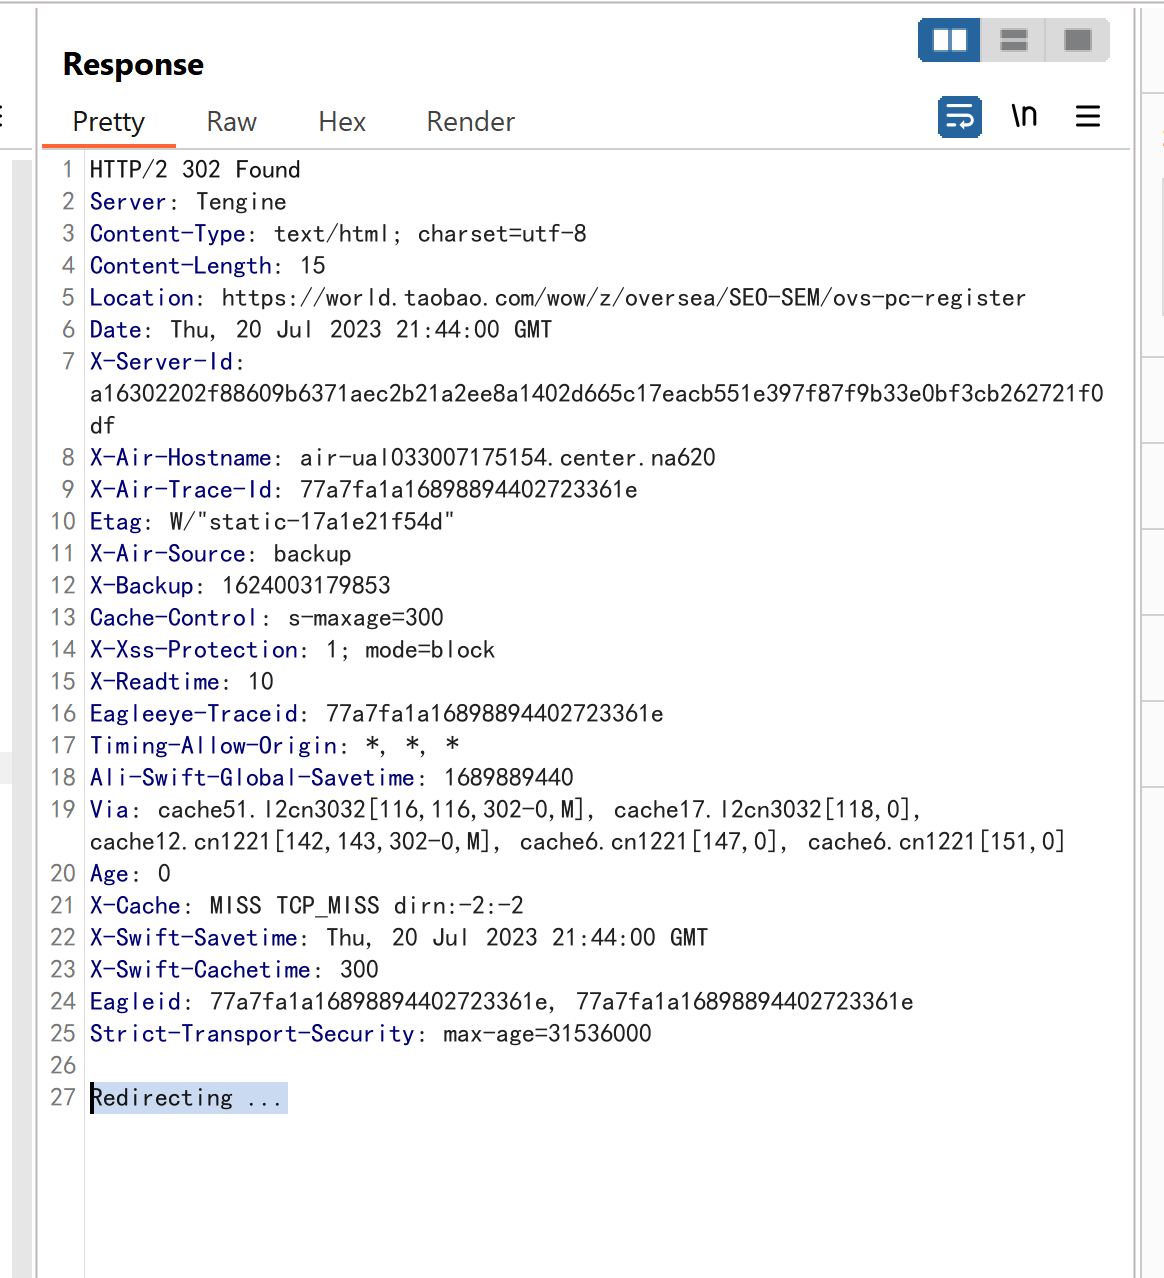 Response
Pretty Raw Hex Render \n
1 HTTP/2 302 Found
2 Server: Tengine
3 Content-Type: text/html; charset=utf-8
4 Content-Length: 15
5 Location: https://world.taobao.com/wow/z/oversea/SEO-SEM/ovs-pc-register
6 Date: Thu, 20 Jul 2023 21:44:00 GMT
7 X-Server-Id:
a16302202f88609b6371aec2b21a2ee8a1402d665c17eacb551e397f87f9b33e0bf3cb262721f0
df
8 X-Air-Hostname: air-ual033007175154.center.na620
9 X-Air-Trace-Id: 77a7fa1a16898894402723361e
10 Etag: W/"static-17a1e21f54d"
11 X-Air-Source: backup
12 X-Backup: 1624003179853
13 Cache-Control: s-maxage=300
14 X-Xss-Protection: 1; mode=block
15 X-Readtime: 10
16 Eagleeye-Traceid: 77a7fa1a16898894402723361e
17 Timing-Allow-Origin: *, *, *
18 Ali-Swift-Global-Savetime: 1689889440
19 Via: cache51.l2cn3032[116,116,302-0,M], cache17.l2cn3032[118,0],
cache12.cn1221[142,143,302-0,M], cache6.cn1221[147,0], cache6.cn1221[151,0]
20 Age: 0
21 X-Cache: MISS TCP_MISS dirn:-2:-2
22 X-Swift-Savetime: Thu, 20 Jul 2023 21:44:00 GMT
23 X-Swift-Cachetime: 300
24 Eagleid: 77a7fa1a16898894402723361e, 77a7fa1a16898894402723361e
25 Strict-Transport-Security: max-age=31536000
26
27 Redirecting ...